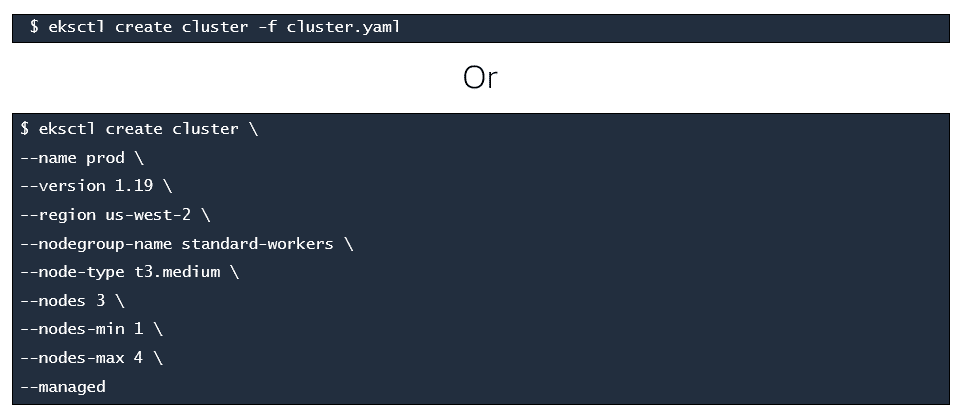 $ eksctl create cluster -f cluster.yaml
Or
$ eksctl create cluster \
--name prod \
--version 1.19 \
--region us-west-2 \
--nodegroup-name standard-workers \
--node-type t3.medium \
--nodes 3 \
--nodes-min 1 \
--nodes-max 4 \
--managed